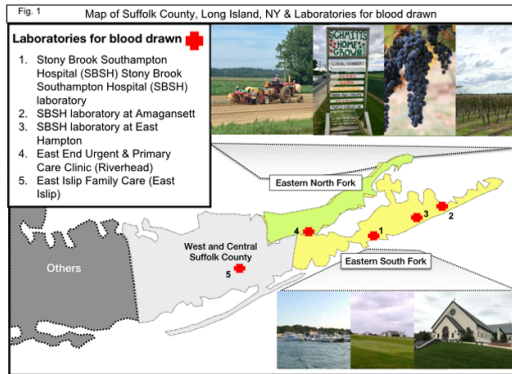 Fig. 1
Map of Suffolk County, Long Island, NY & Laboratories for blood drawn
Laboratories for blood drawn
1. Stony Brook Southampton
Hospital (SBSH) Stony Brook
Southampton Hospital (SBSH)
laboratory
2. SBSH laboratory at Amagansett
3. SBSH laboratory at East
Hampton
4. East End Urgent & Primary
Care Clinic (Riverhead)
5. East Islip Family Care (East
Islip)
SCHMITTS
HOME
GROWN
Eastern North Fork
3
2
4
1
West and Central
Suffolk County
5
Others
Eastern South Fork